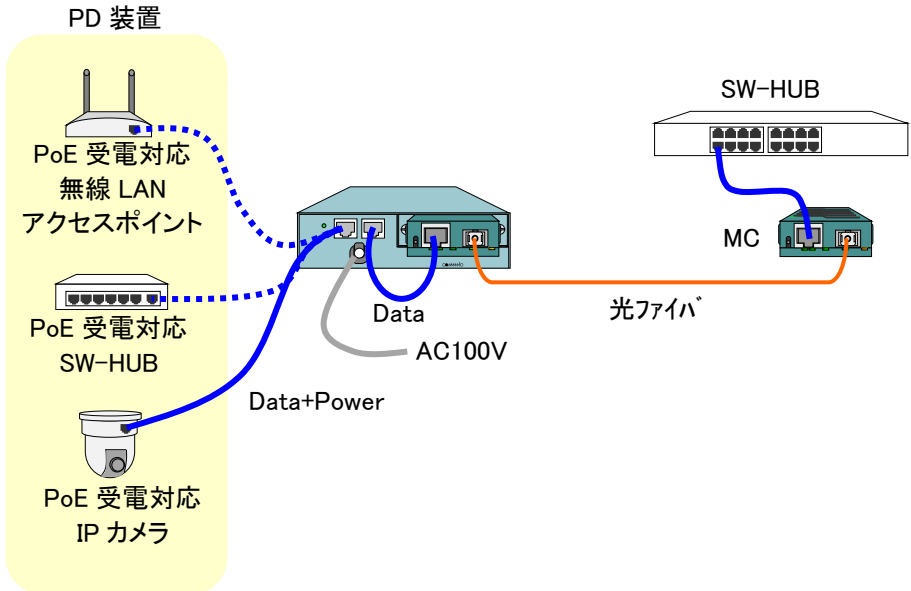 PD 装置
PoE 受電対応
無線 LAN
アクセスポイント
PoE 受電対応
SW-HUB
PoE 受電対応
IP カメラ
Data+Power
Data
AC100V
光ファイバ
SW-HUB
MC